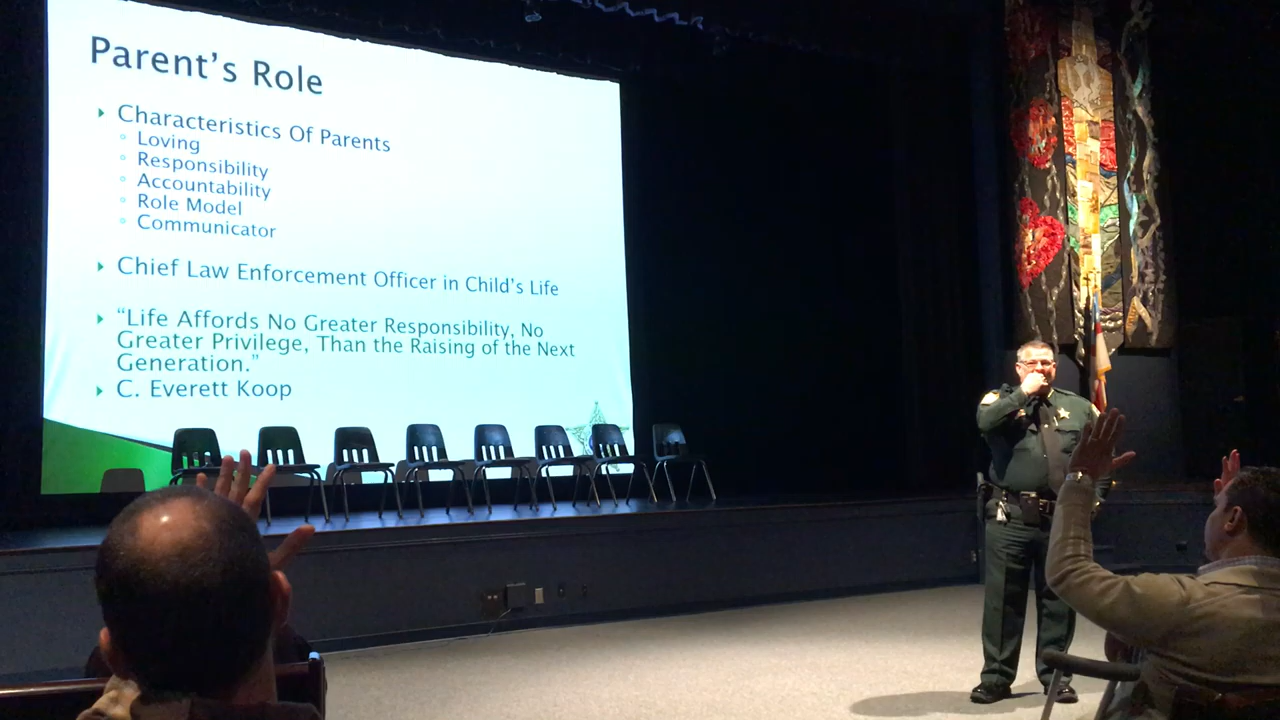 Parent's Role
Characteristics Of Parents
Loving
Responsibility
Accountability
Role Model
Communicator
Chief Law Enforcement Officer in Child's Life
"Life Affords No Greater Responsibility, No
Greater Privilege, Than the Raising of the Next
Generation."
C. Everett Koop